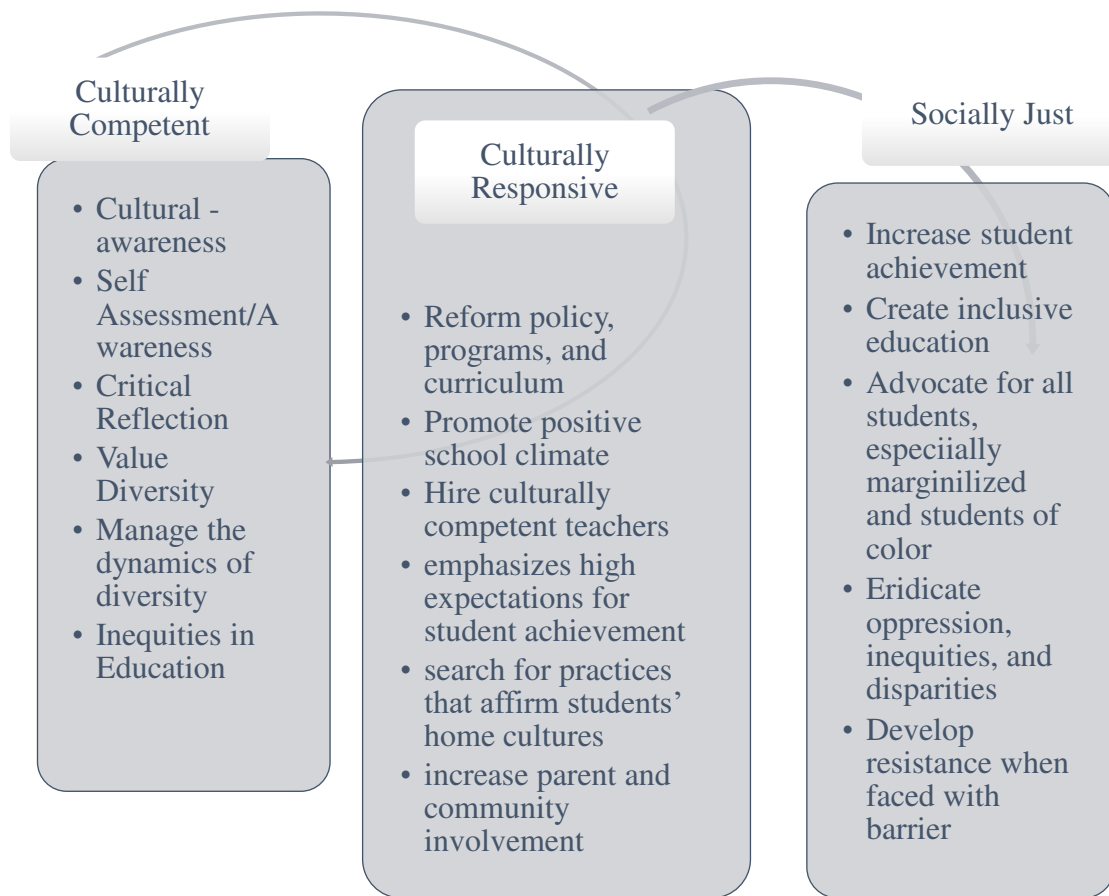 Culturally
Competent
• Cultural -
awareness
• Self
Assessment/A
wareness
• Critical
Reflection
• Value
Diversity
• Manage the
dynamics of
diversity
• Inequities in
Education
Culturally
Responsive
• Reform policy,
programs, and
curriculum
• Promote positive
school climate
• Hire culturally
competent teachers
• emphasizes high
expectations for
student achievement
• search for practices
that affirm students’
home cultures
• increase parent and
community
involvement
Socially Just
• Increase student
achievement
• Create inclusive
education
• Advocate for all
students,
especiially
marginilized
and students of
color
• Eridicate
oppression,
inequities, and
disparities
• Develop
resistance when
faced with
barrier